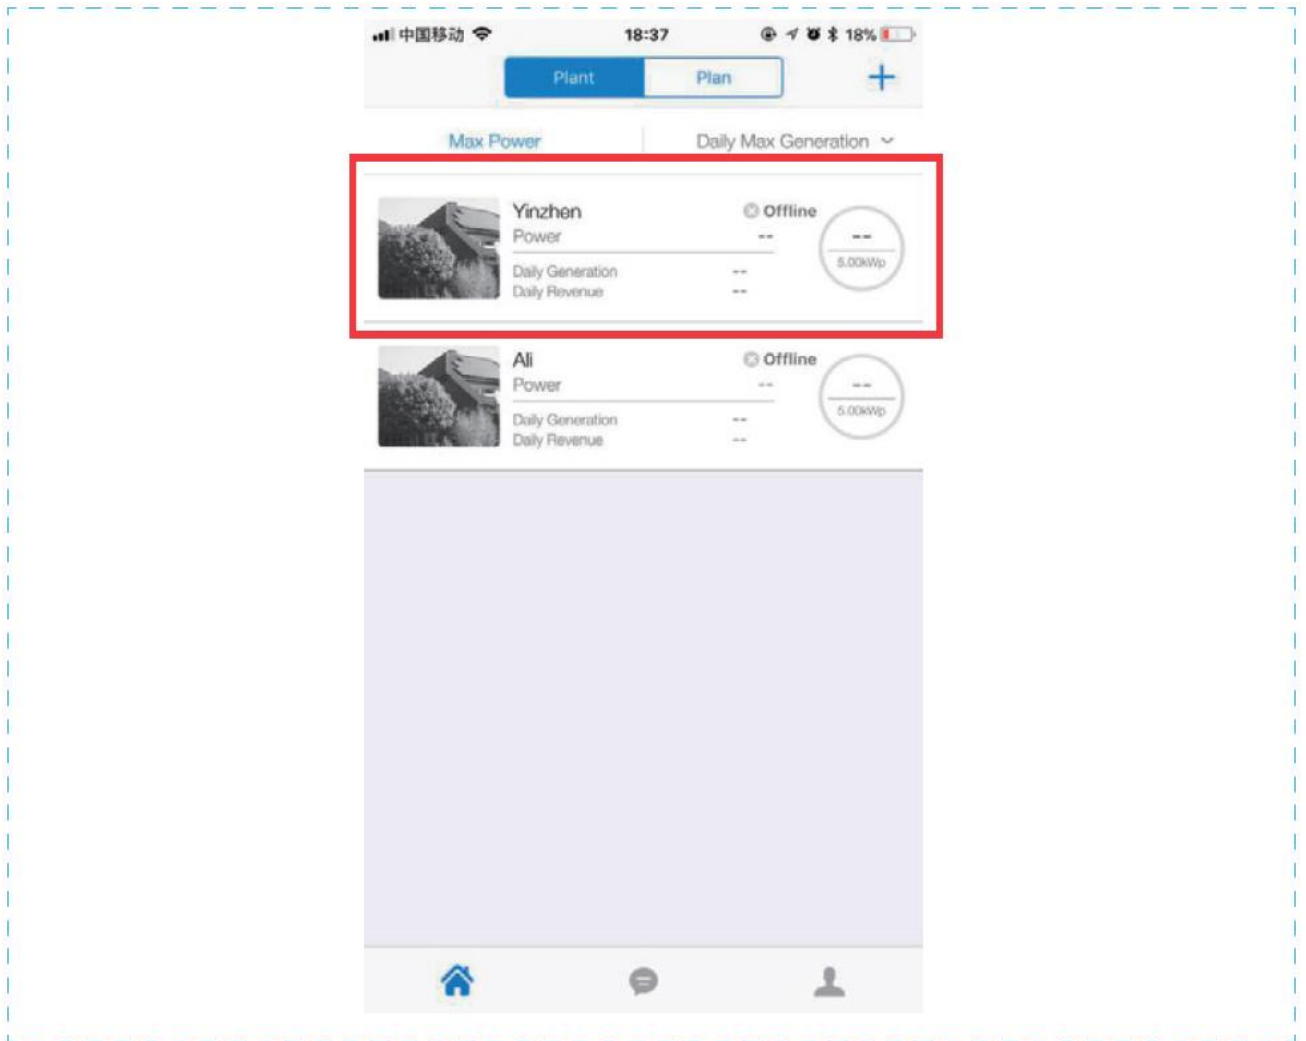 中国移动 18:37 18%
Plant Plan
Max Power Daily Max Generation
Yinzhen Offline
Power -- --
5.00kWp
Daily Generation --
Daily Revenue --
Ali Offline
Power -- --
5.00kWp
Daily Generation --
Daily Revenue --